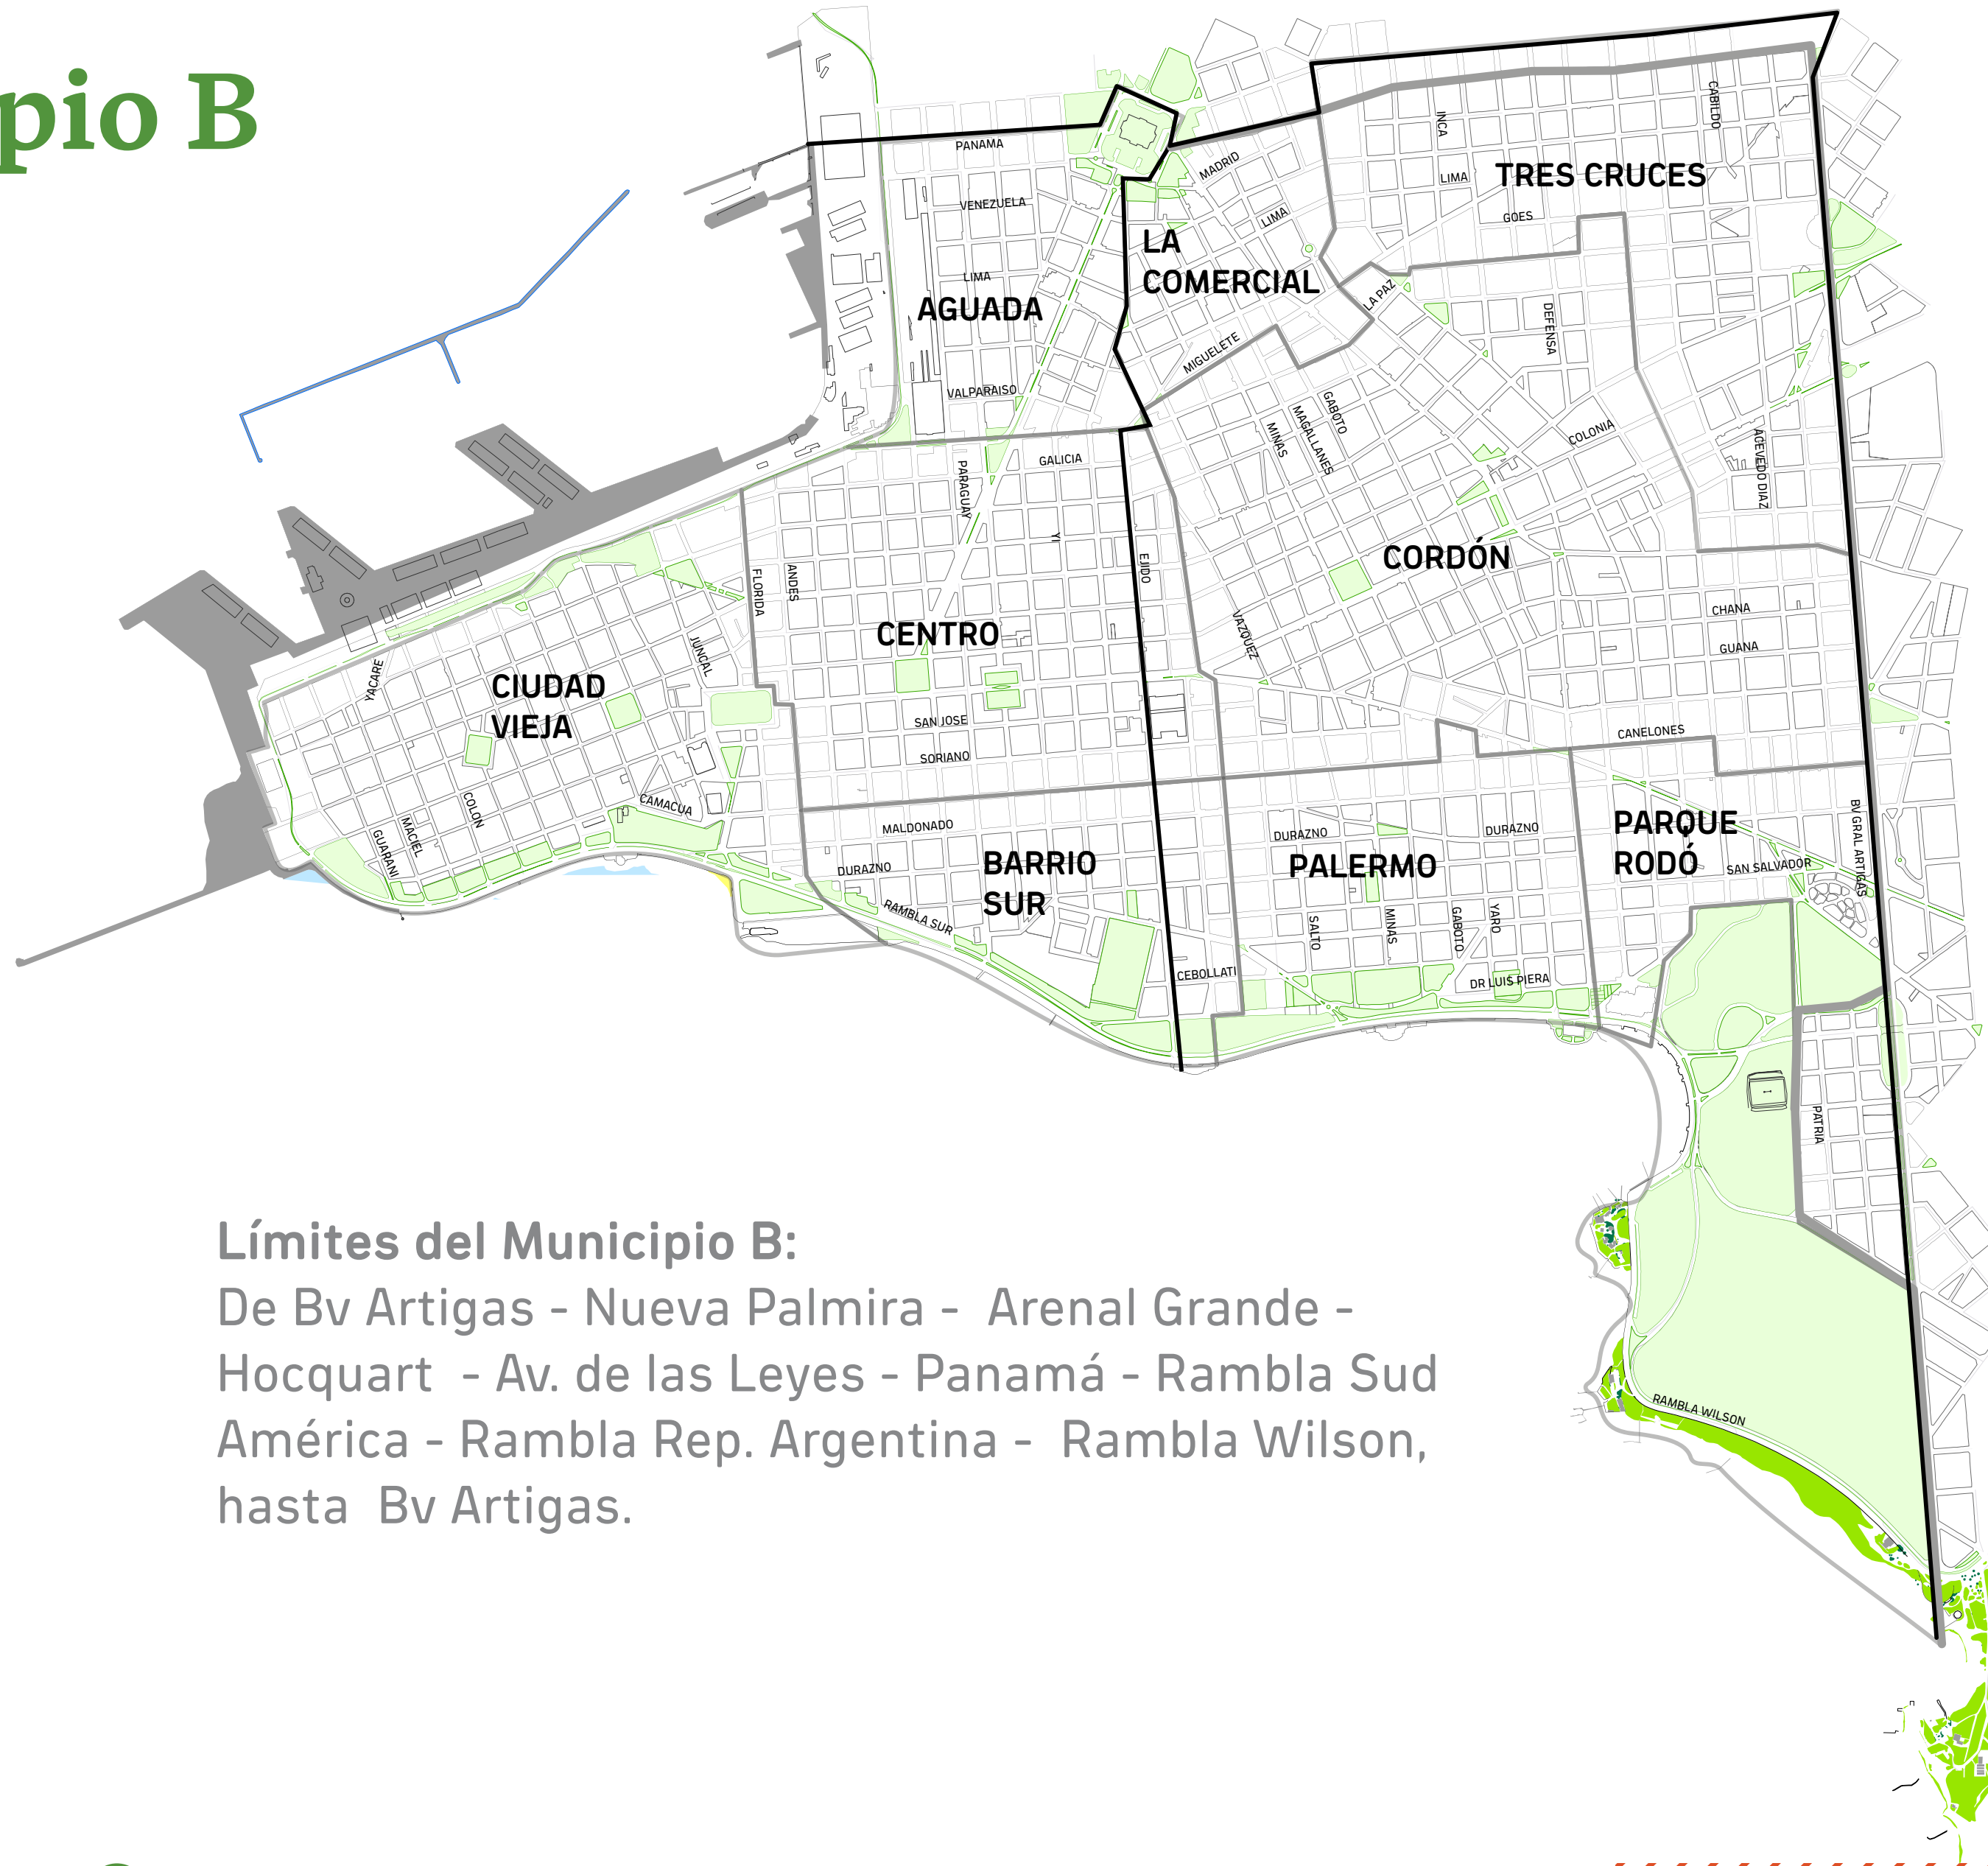 pio B
PANAMA
MADRID
INCA
CABILDO
TRES CRUCES
LIMA
GOES
VENEZUELA
LIMA
LA
COMERCIAL
LIMA
AGUADA
LA PAZ
DEFENSA
MIGUELETE
VALPARAISO
GABOTO
MAGALLANES
MINAS
COLONIA
ACEVEDO DIAZ
GALICIA
PARAGUAY
YI
EJIDO
CORDÓN
FLORIDA
ANDES
CENTRO
VAZQUEZ
CHANA
GUANA
JUNCAL
YACARE
CIUDAD
VIEJA
SAN JOSE
SORIANO
CANELONES
CAMACUA
COLON
MACIEL
GUARANI
MALDONADO
DURAZNO
BARRIO
SUR
RAMBLA SUR
DURAZNO
DURAZNO
PALERMO
PARQUE
RODÓ
SAN SALVADOR
BV GRAL ARTIGAS
SALTO
MINAS
GABOTO
YARO
CEBOLLATI
DR LUIS PIERA
PATRIA
RAMBLA WILSON
Límites del Municipio B:
De Bv Artigas - Nueva Palmira -  Arenal Grande -
Hocquart  - Av. de las Leyes - Panamá - Rambla Sud
América - Rambla Rep. Argentina -  Rambla Wilson,
hasta  Bv Artigas.